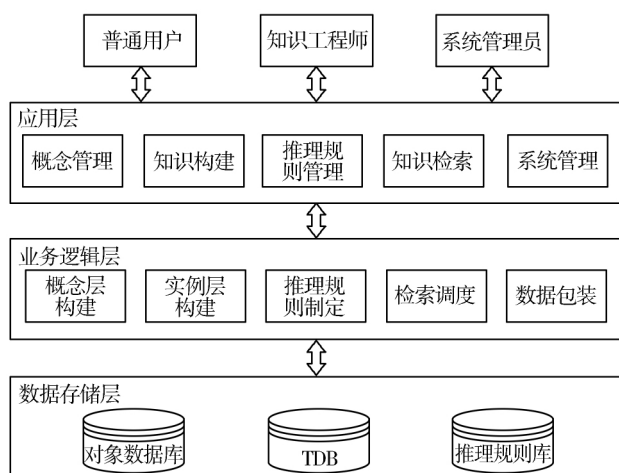 普通用户
知识工程师
系统管理员
应用层
概念管理
知识构建
推理规
则管理
知识检索
系统管理
业务逻辑层
概念层
构建
实例层
构建
推理规
则制定
检索调度
数据包装
数据存储层
对象数据库
TDB
推理规则库